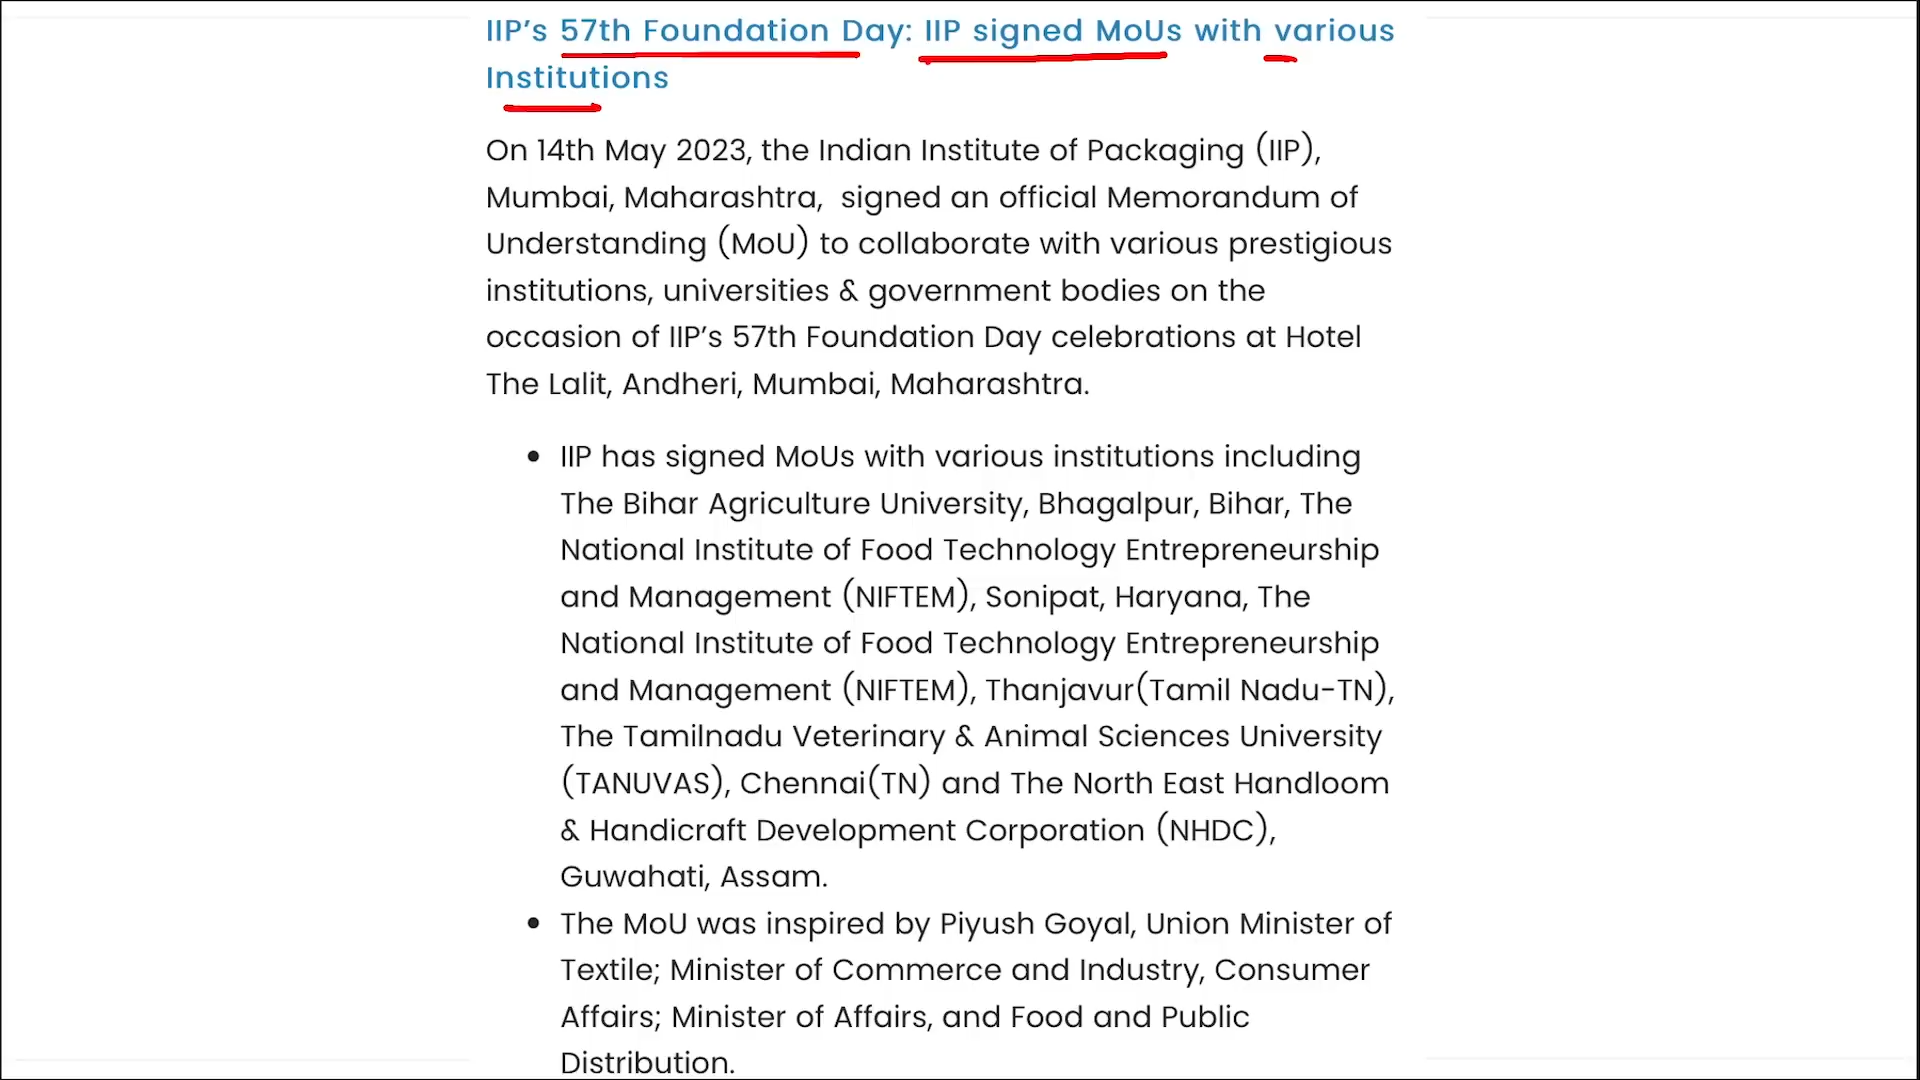 IIP’s 57th Foundation Day: IIP signed MoUs with various
Institutions
On 14th May 2023, the Indian Institute of Packaging (IIP),
Mumbai, Maharashtra,  signed an official Memorandum of
Understanding (MoU) to collaborate with various prestigious
institutions, universities & government bodies on the
occasion of IIP’s 57th Foundation Day celebrations at Hotel
The Lalit, Andheri, Mumbai, Maharashtra.
• IIP has signed MoUs with various institutions including
The Bihar Agriculture University, Bhagalpur, Bihar, The
National Institute of Food Technology Entrepreneurship
and Management (NIFTEM), Sonipat, Haryana, The
National Institute of Food Technology Entrepreneurship
and Management (NIFTEM), Thanjavur(Tamil Nadu-TN),
The Tamilnadu Veterinary & Animal Sciences University
(TANUVAS), Chennai(TN) and The North East Handloom
& Handicraft Development Corporation (NHDC),
Guwahati, Assam.
• The MoU was inspired by Piyush Goyal, Union Minister of
Textile; Minister of Commerce and Industry, Consumer
Affairs; Minister of Affairs, and Food and Public
Distribution.